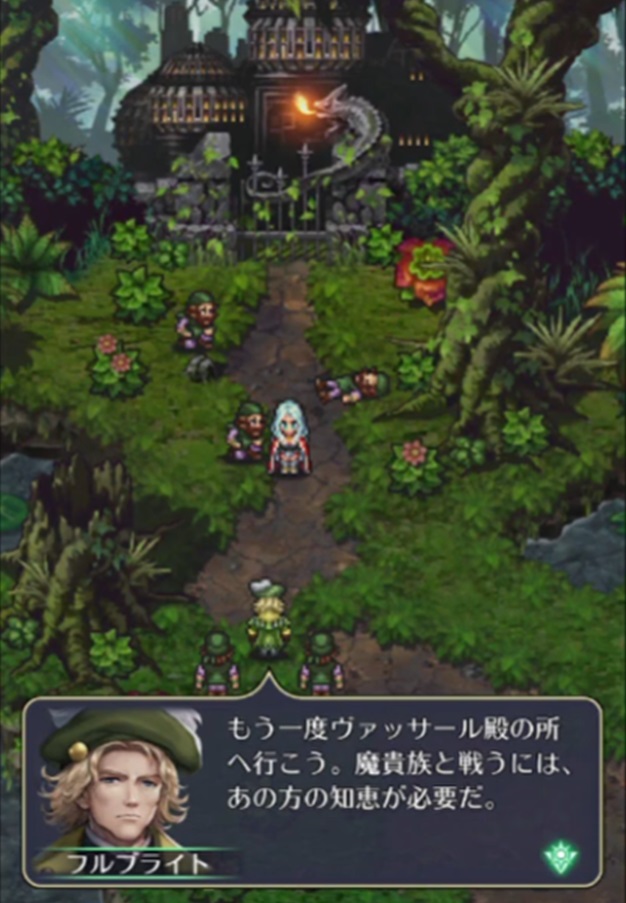 もう一度ヴァッサール殿の所
へ行こう。魔貴族と戦うには、
あの方の知恵が必要だ。
フルブライト